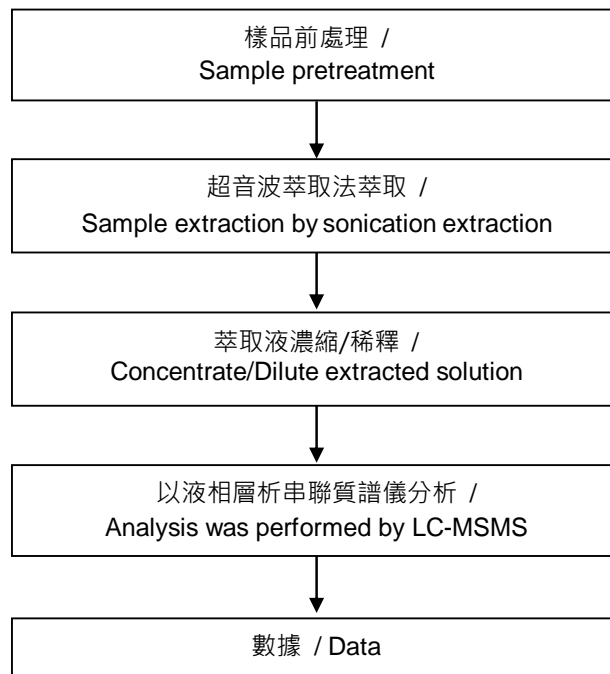 樣品前處理 /
Sample pretreatment
超音波萃取法萃取 /
Sample extraction by sonication extraction
萃取液濃縮/稀釋 /
Concentrate/Dilute extracted solution
以液相層析串聯質譜儀分析 /
Analysis was performed by LC-MSMS
數據 / Data